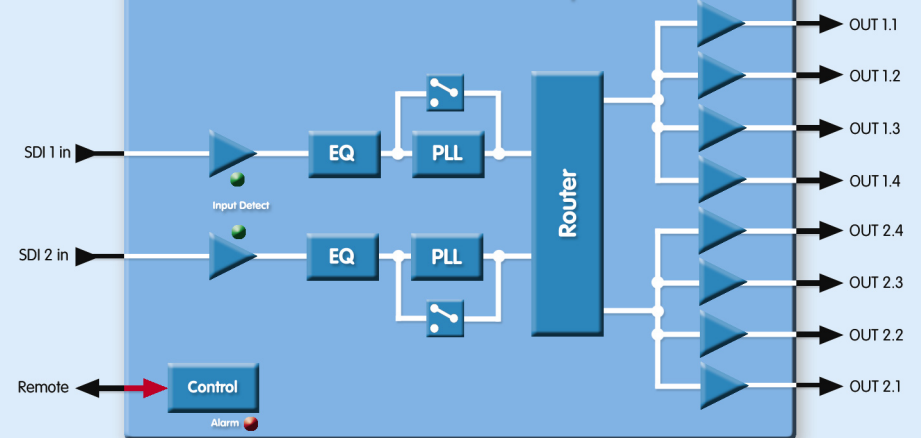 OUT 1.1
OUT 1.2
OUT 1.3
SDI 1 in
EQ
PLL
OUT 1.4
Input Detect
Router
OUT 2.4
SDI 2 in
EQ
PLL
OUT 2.3
OUT 2.2
Remote
Control
OUT 2.1
Alarm